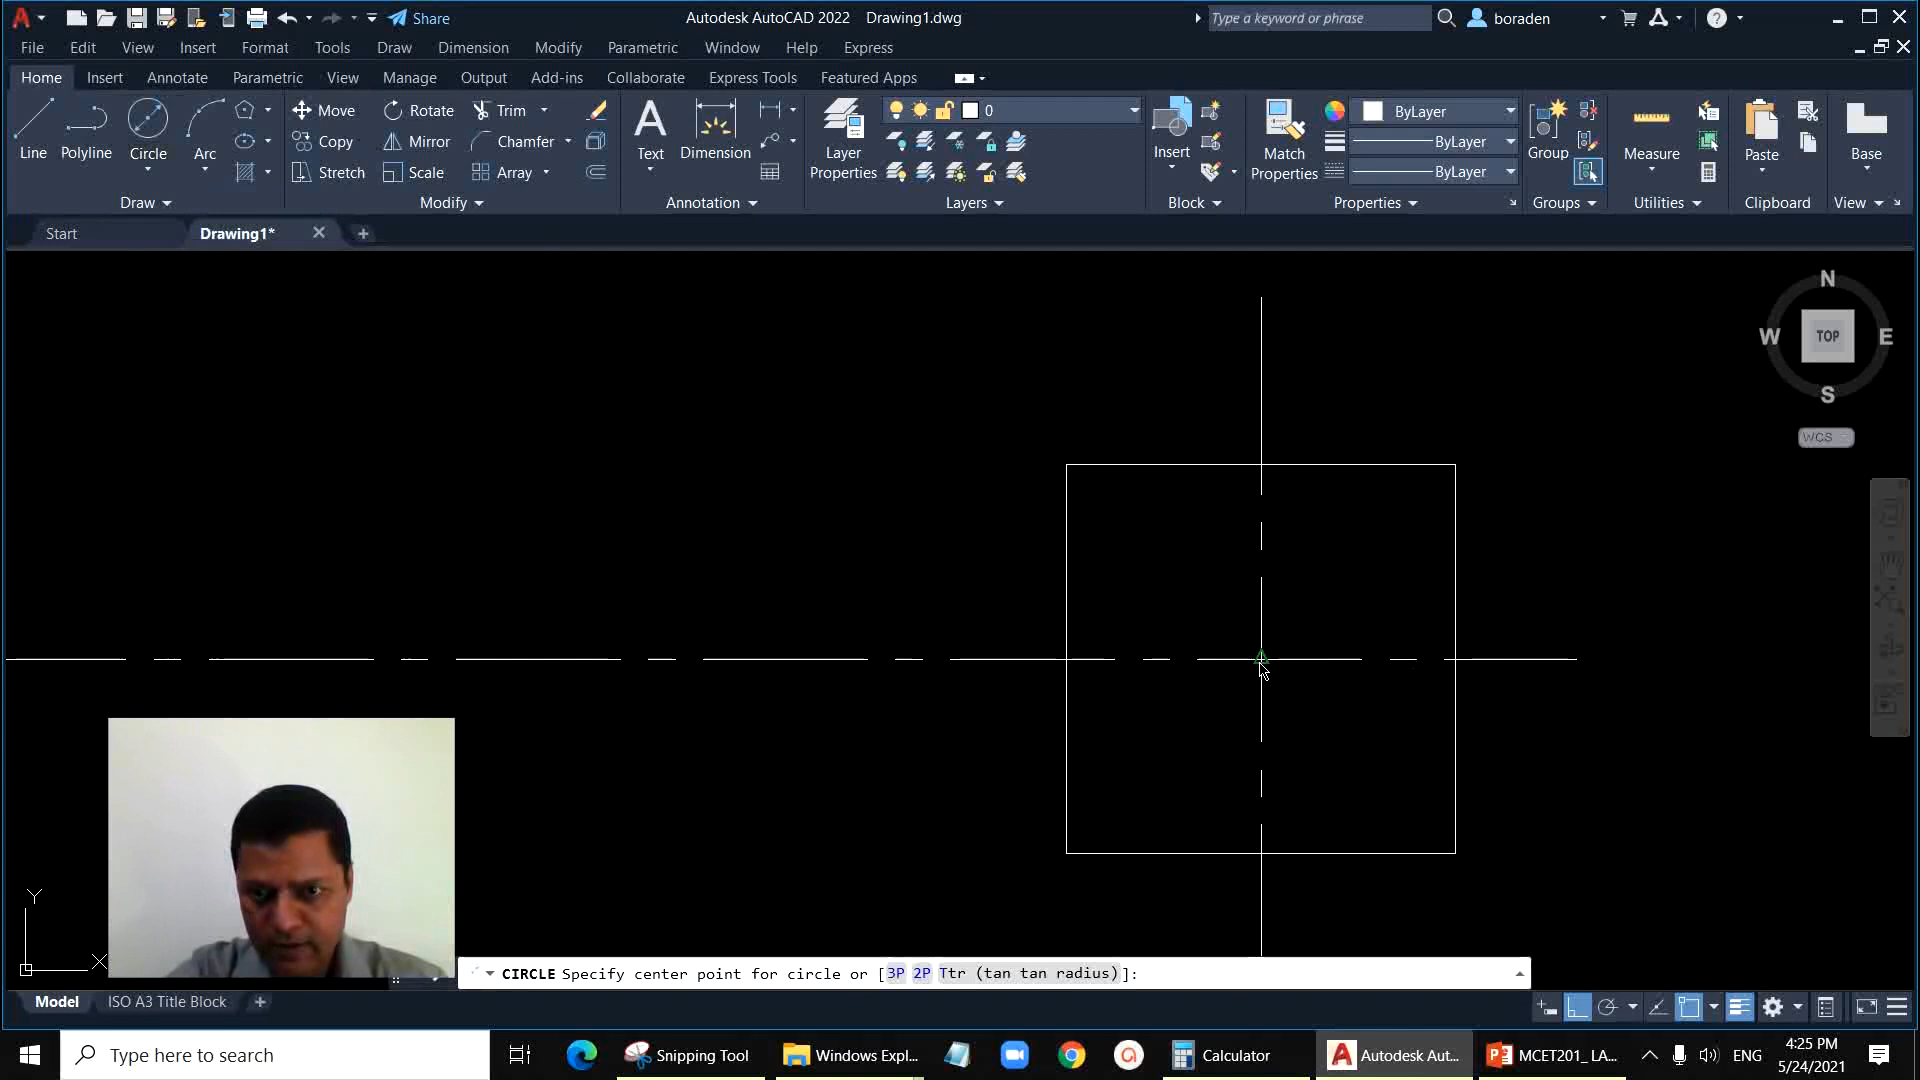 Share
Autodesk AutoCAD 2022 Drawing1.dwg
Type a keyword or phrase
boraden
File Edit View Insert Format Tools Draw Dimension Modify Parametric Window Help Express
Home Insert Annotate Parametric View Manage Output Add-ins Collaborate Express Tools Featured Apps
Line Polyline Circle Arc
Move Rotate Trim
Copy Mirror Chamfer
Stretch Scale Array
Text Dimension
Layer Properties
0
Insert
Match Properties
ByLayer
ByLayer
ByLayer
Group
Measure
Paste
Base
Draw Modify Annotation Layers Block Properties Groups Utilities Clipboard View
Start Drawing1*
N
W TOP E
S
WCS
Y
X
CIRCLE Specify center point for circle or [3P 2P Ttr (tan tan radius)]:
Model ISO A3 Title Block
Type here to search
Snipping Tool
Windows Expl...
Calculator
Autodesk Aut...
MCET201_ LA...
ENG
4:25 PM
5/24/2021